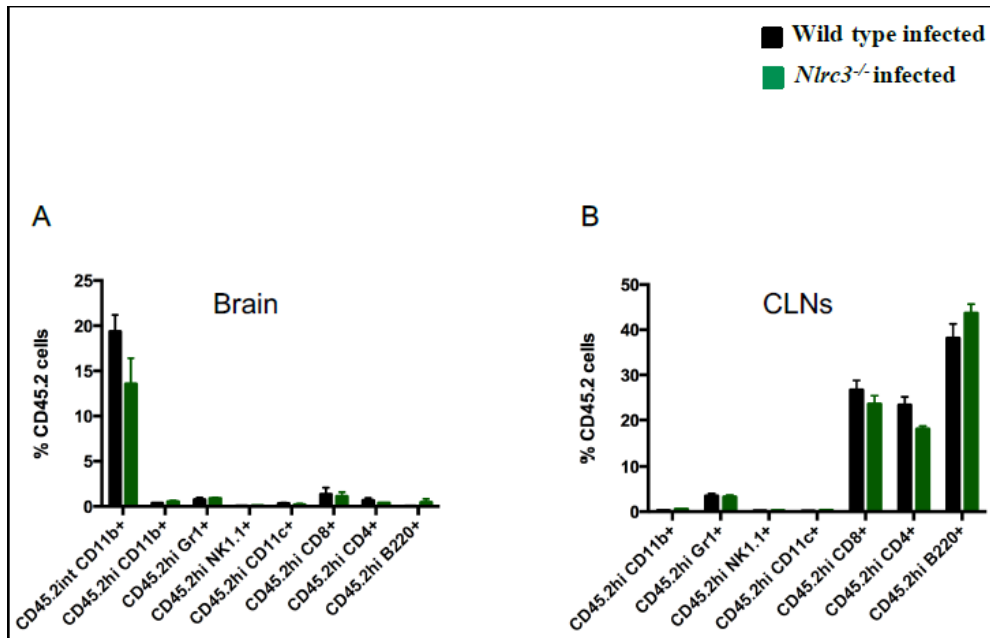 Wild type infected
Nlrc3-/- infected
A
B
Brain
CLNs
% CD45.2 cells
25
20
15
10
5
0
CD45.2int CD11b+
CD45.2hi CD11b+
CD45.2hi Gr1+
CD45.2hi NK1.1+
CD45.2hi CD11c+
CD45.2hi CD8+
CD45.2hi CD4+
CD45.2hi B220+
% CD45.2 cells
50
40
30
20
10
0
CD45.2hi CD11b+
CD45.2hi Gr1+
CD45.2hi NK1.1+
CD45.2hi CD11c+
CD45.2hi CD8+
CD45.2hi CD4+
CD45.2hi B220+